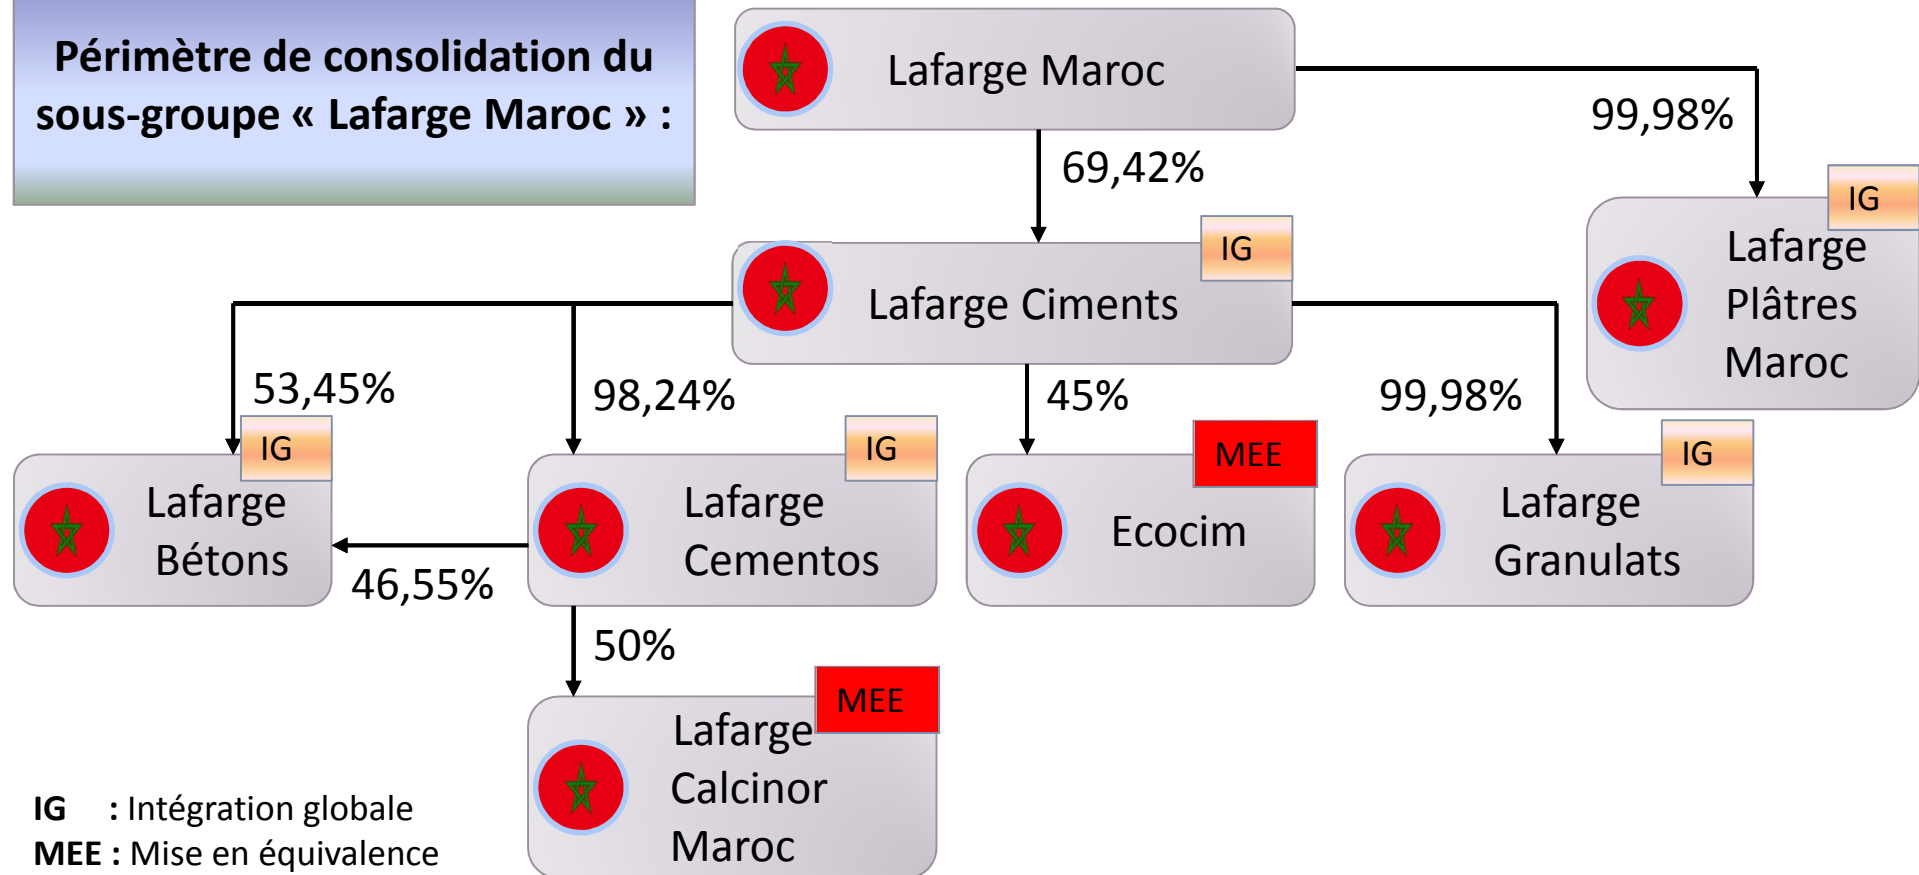 Périmètre de consolidation du
sous-groupe « Lafarge Maroc » :
Lafarge Maroc
99,98%
69,42%
IG
Lafarge
Plâtres
Maroc
IG
Lafarge Ciments
53,45%
98,24%
45%
99,98%
IG
Lafarge
Bétons
IG
Lafarge
Cementos
MEE
Ecocim
IG
Lafarge
Granulats
46,55%
50%
MEE
Lafarge
Calcinor
Maroc
IG : Intégration globale
MEE : Mise en équivalence